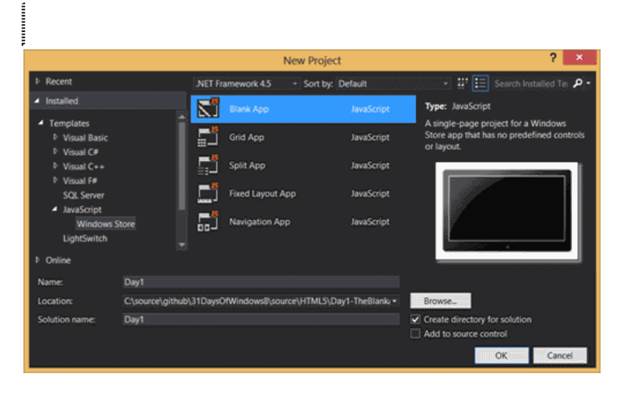 New Project
?
Recent
.NET Framework 4.5
Sort by: Default
Search Installed Te
Installed
Templates
Visual Basic
Visual C#
Visual C++
Visual F#
SQL Server
JavaScript
Windows Store
LightSwitch
Online
Blank App JavaScript
Grid App JavaScript
Split App JavaScript
Fixed Layout App JavaScript
Navigation App JavaScript
Type: JavaScript
A single-page project for a Windows
Store app that has no predefined controls
or layout.
Name: Day1
Location: C:\source\github\31DaysOfWindows8\source\HTML5\Day1-TheBlank
Browse...
Solution name: Day1
Create directory for solution
Add to source control
OK Cancel